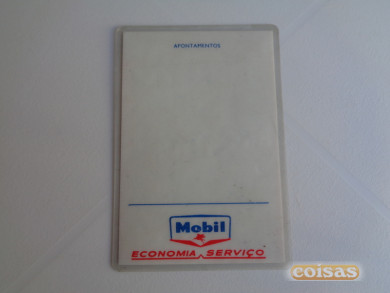 APONTAMENTOS
Mobil
ECONOMIA SERVIÇO
coisas